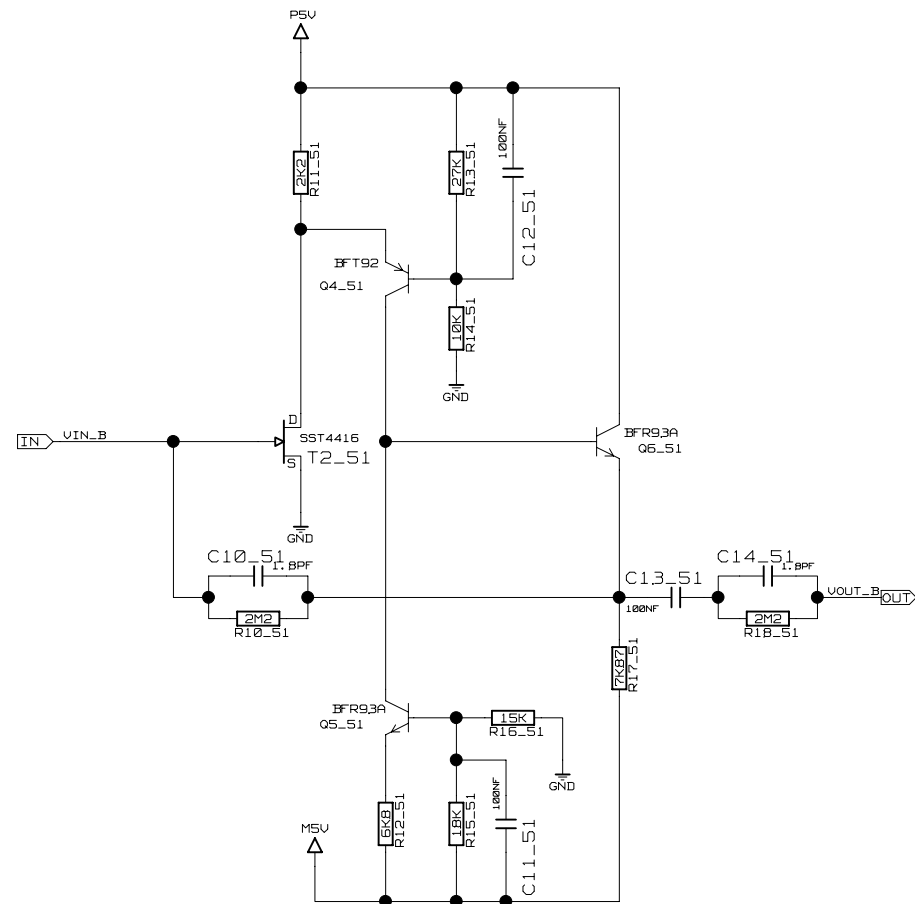 P5V
2K2
R11_51
27K
R13_51
100NF
C12_51
BFT92
Q4_51
10K
R14_51
GND
IN
VIN_B
D
S
SST4416
T2_51
GND
BFR93A
Q6_51
C10_51
1.8PF
2M2
R10_51
C13_51
100NF
C14_51
1.8PF
2M2
R18_51
VOUT_B
OUT
7K87
R17_51
BFR93A
Q5_51
15K
R16_51
GND
6K8
R12_51
18K
R15_51
100NF
C11_51
M5V